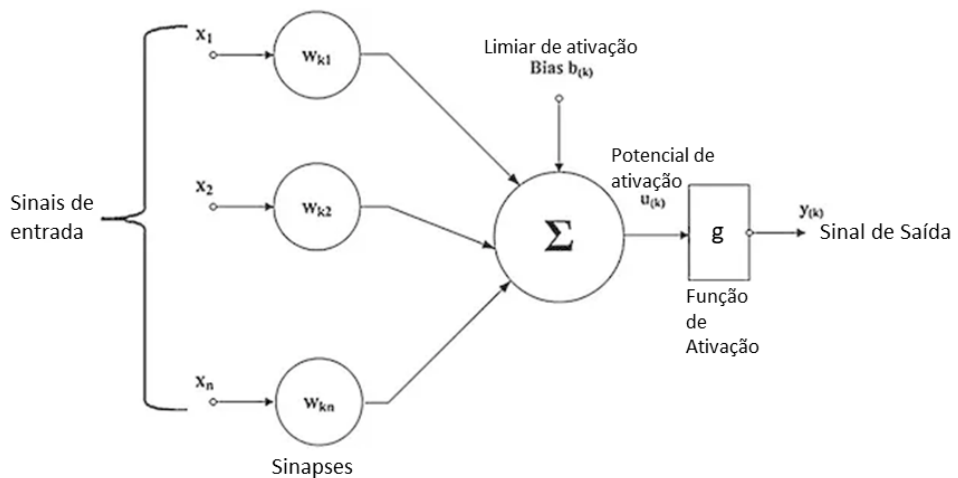 x1
wk1
Limiar de ativação
Bias b(k)
Sinais de
entrada
x2
wk2
Σ
Potencial de
ativação
u(k)
g
y(k)
Sinal de Saída
Função
de
Ativação
xn
wkn
Sinapses